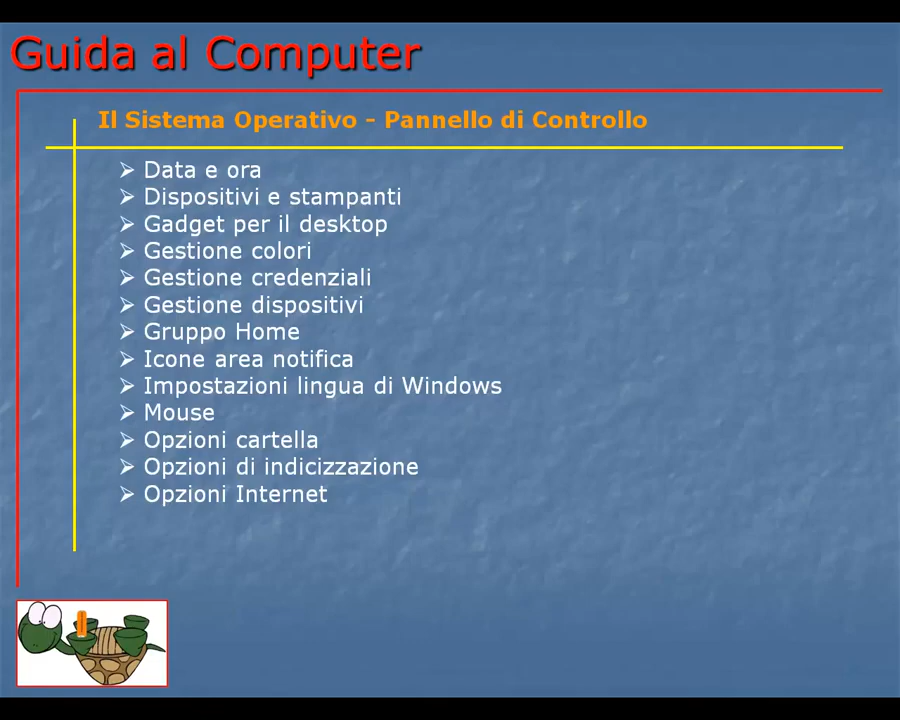 Guida al Computer
Il Sistema Operativo - Pannello di Controllo
Data e ora
Dispositivi e stampanti
Gadget per il desktop
Gestione colori
Gestione credenziali
Gestione dispositivi
Gruppo Home
Icone area notifica
Impostazioni lingua di Windows
Mouse
Opzioni cartella
Opzioni di indicizzazione
Opzioni Internet